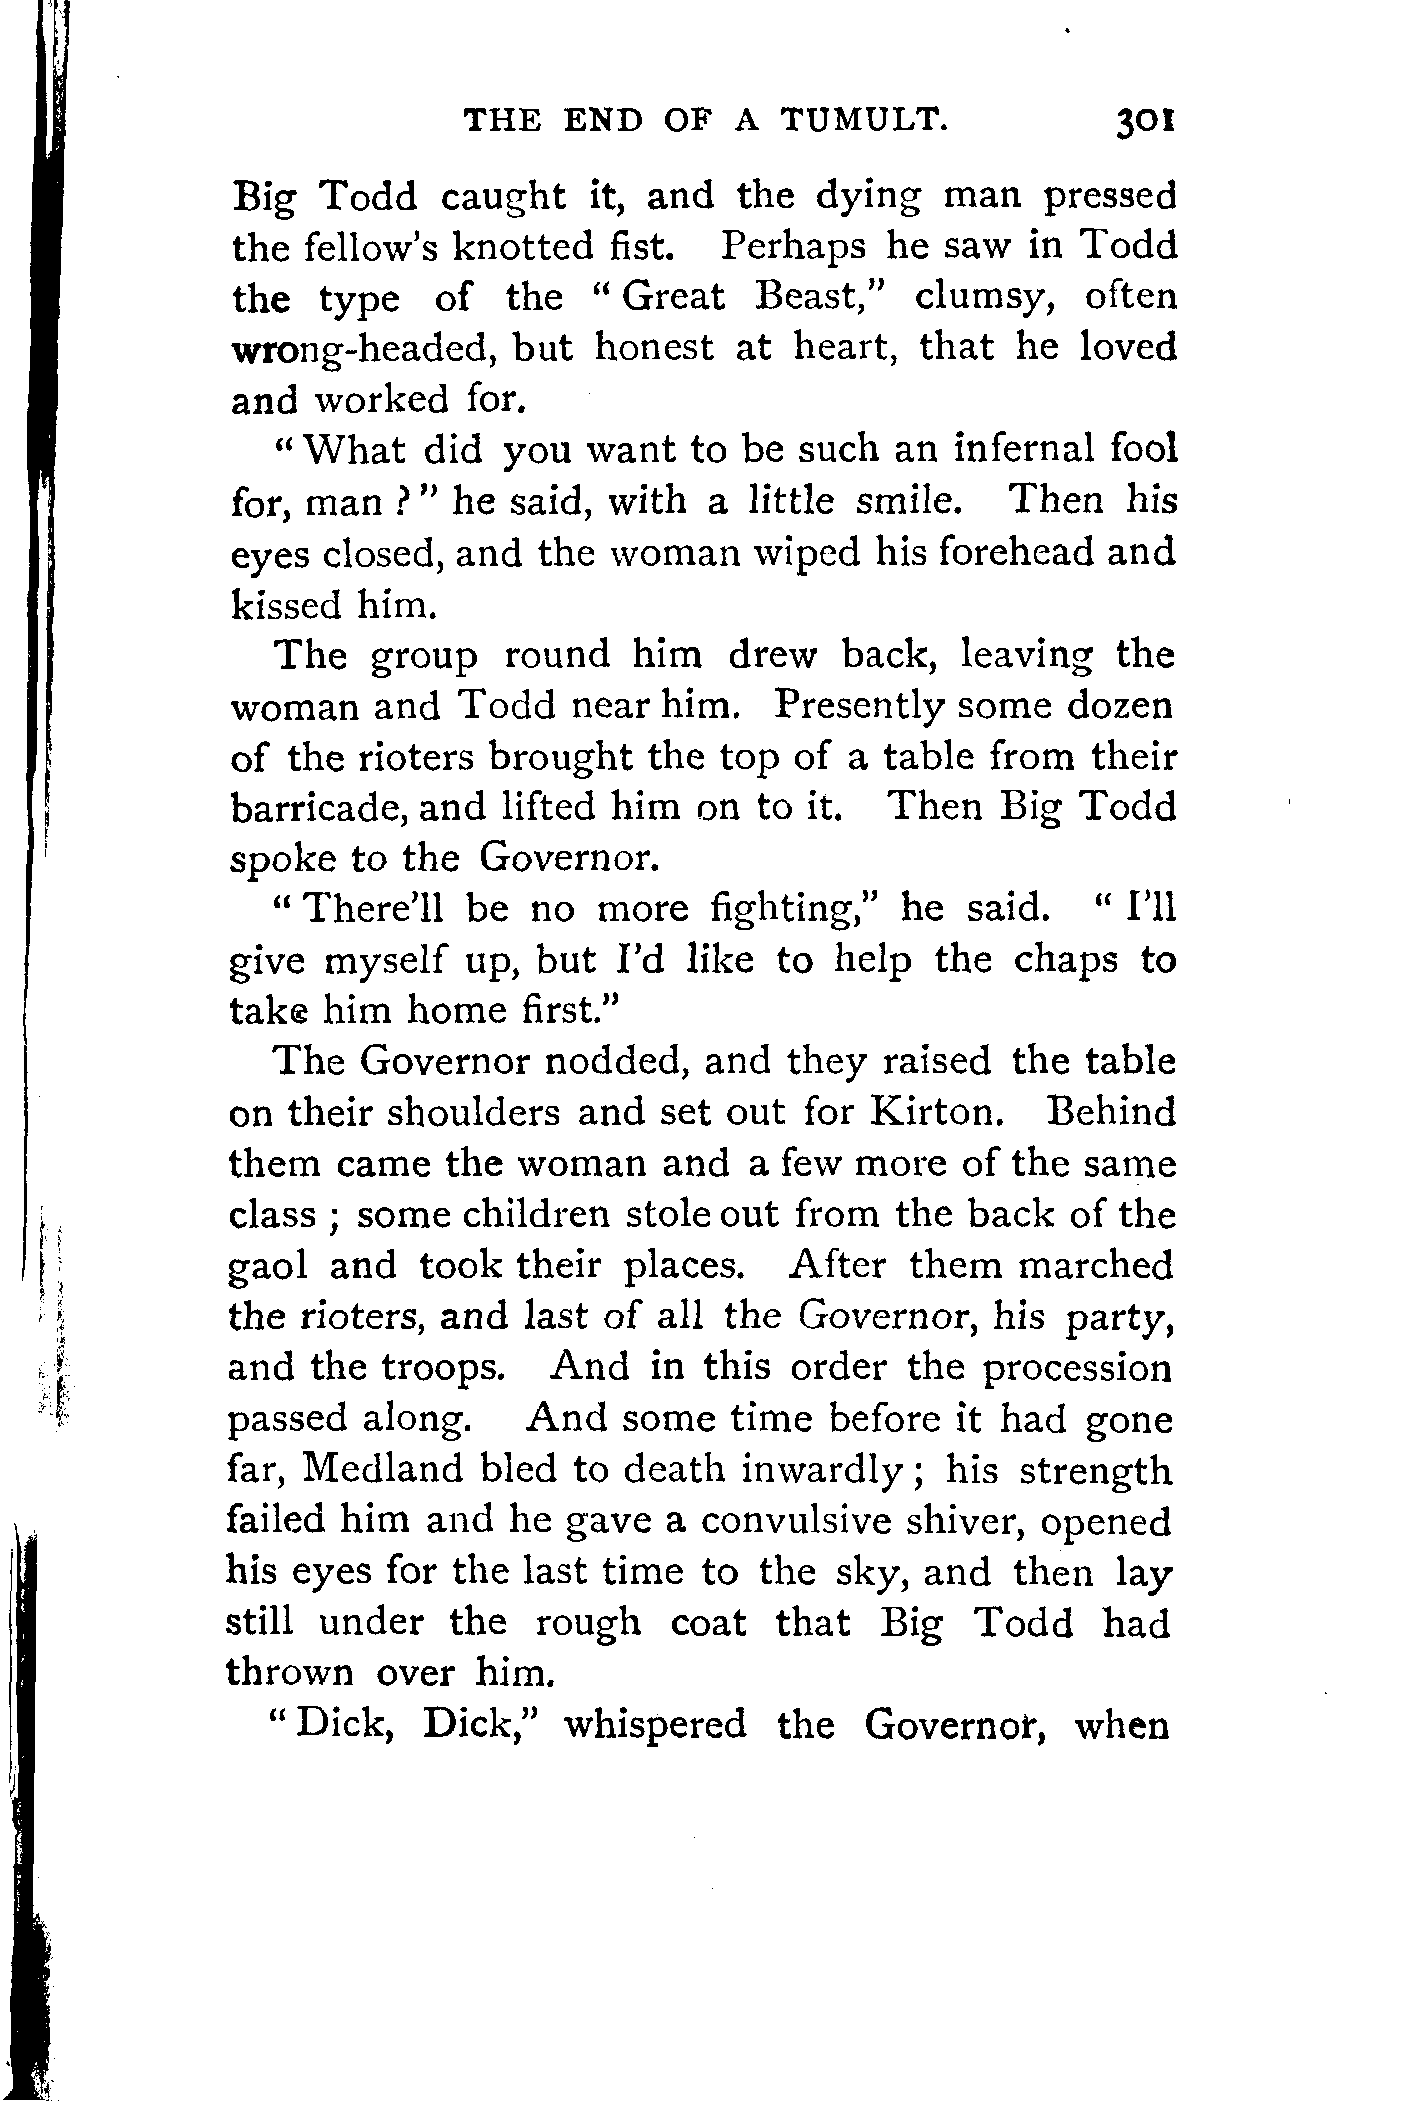 THE END OF A TUMULT. 301
Big Todd caught it, and the dying man pressed
the fellow's knotted fist. Perhaps he saw in Todd
the type of the “ Great Beast,” clumsy, often
wrong-headed, but honest at heart, that he loved
and worked for.
“ What did you want to be such an infernal fool
for, man ? ” he said, with a little smile. Then his
eyes closed, and the woman wiped his forehead and
kissed him.
The group round him drew back, leaving the
woman and Todd near him. Presently some dozen
of the rioters brought the top of a table from their
barricade, and lifted him on to it. Then Big Todd
spoke to the Governor.
“ There'll be no more fighting,” he said. “ I'll
give myself up, but I'd like to help the chaps to
take him home first.”
The Governor nodded, and they raised the table
on their shoulders and set out for Kirton. Behind
them came the woman and a few more of the same
class ; some children stole out from the back of the
gaol and took their places. After them marched
the rioters, and last of all the Governor, his party,
and the troops. And in this order the procession
passed along. And some time before it had gone
far, Medland bled to death inwardly ; his strength
failed him and he gave a convulsive shiver, opened
his eyes for the last time to the sky, and then lay
still under the rough coat that Big Todd had
thrown over him.
“ Dick, Dick,” whispered the Governor, when